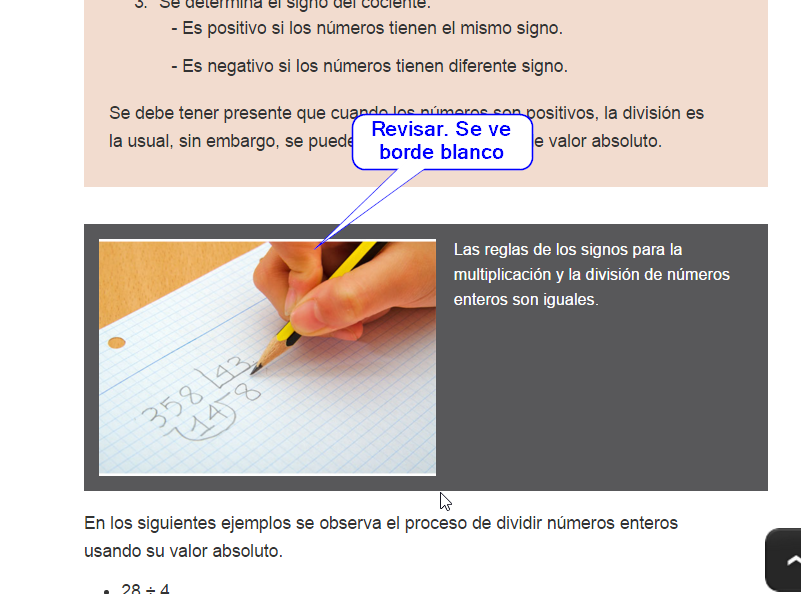 3. Se determina el signo del cociente.
- Es positivo si los números tienen el mismo signo.
- Es negativo si los números tienen diferente signo.
Se debe tener presente que cuando los números son positivos, la división es
la usual, sin embargo, se puede valor absoluto.
Revisar. Se ve
borde blanco
Las reglas de los signos para la
multiplicación y la división de números
enteros son iguales.
358 43
14 8
En los siguientes ejemplos se observa el proceso de dividir números enteros
usando su valor absoluto.
• 28 ÷ 4